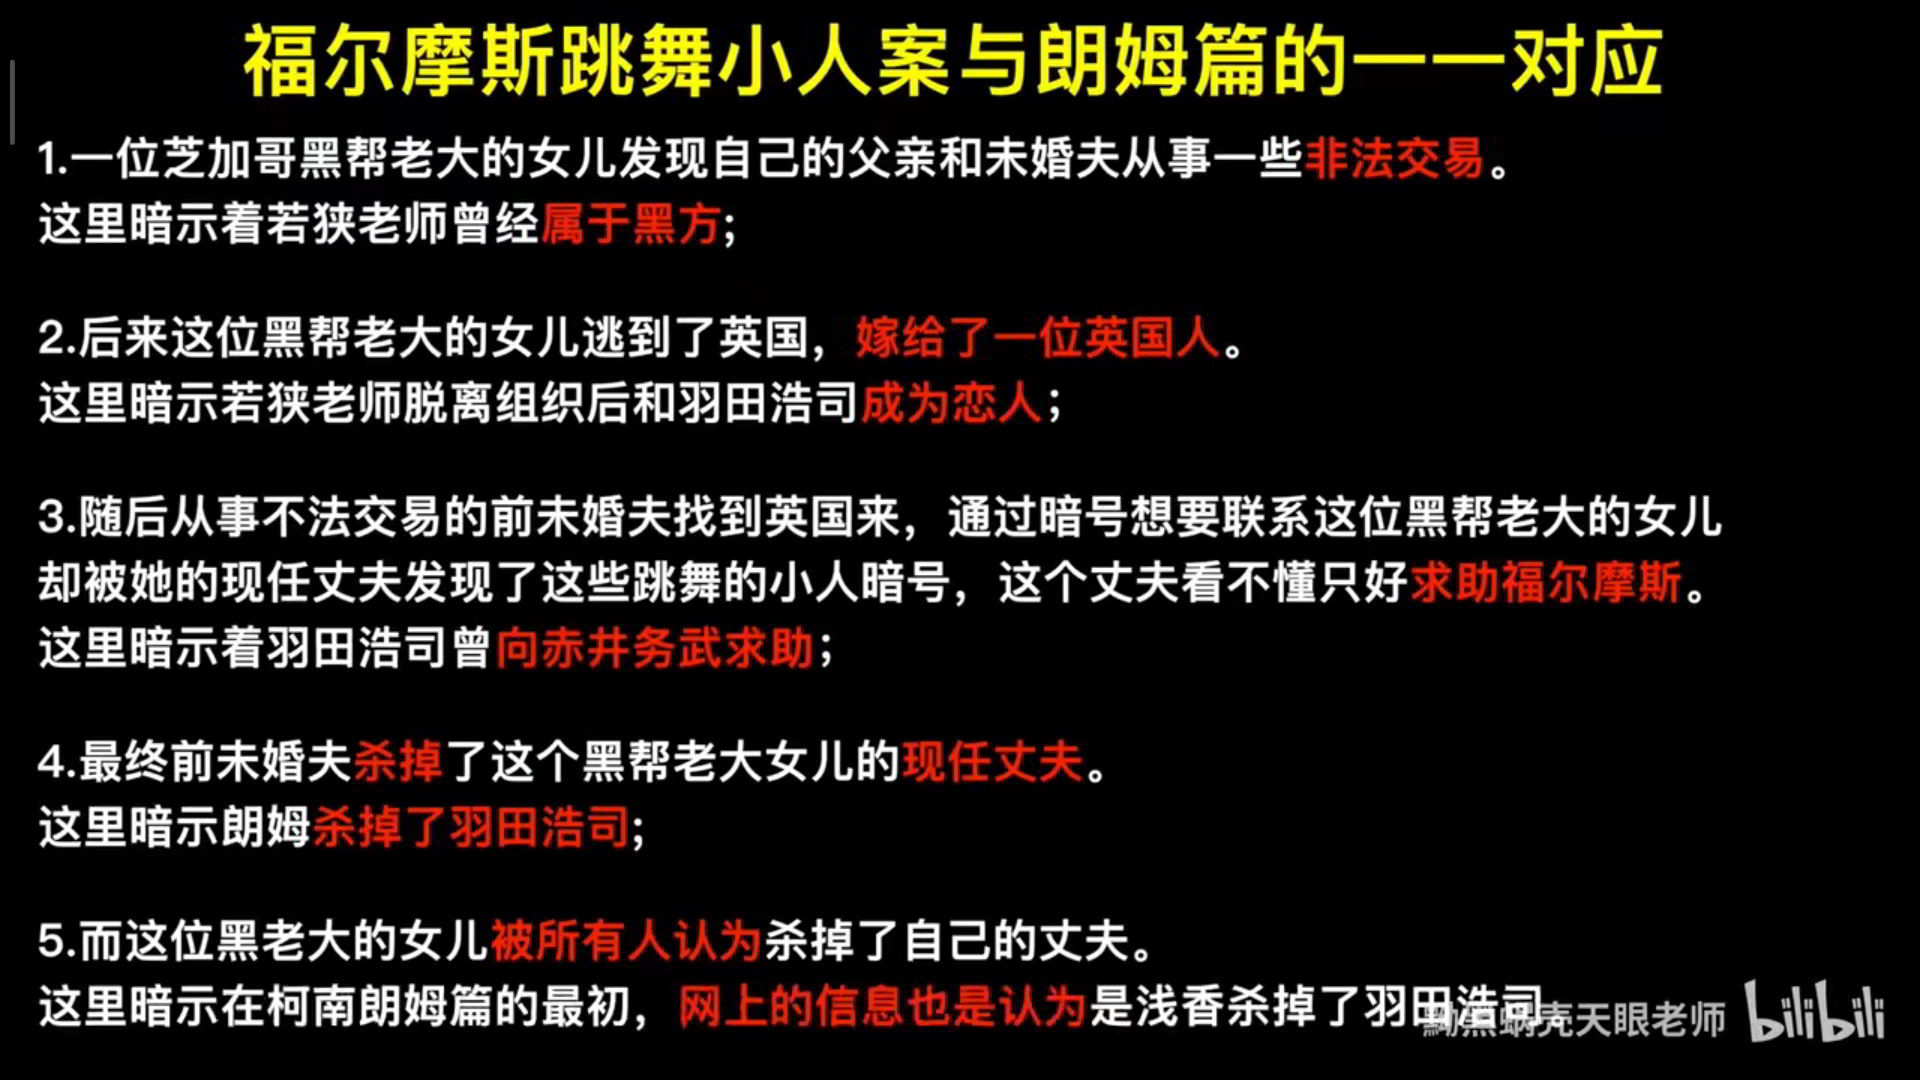 福尔摩斯跳舞小人案与朗姆篇的一一对应
1.一位芝加哥黑帮老大的女儿发现自己的父亲和未婚夫从事一些非法交易。
这里暗示着若狭老师曾经属于黑方;
2.后来这位黑帮老大的女儿逃到了英国，嫁给了一位英国人。
这里暗示若狭老师脱离组织后和羽田浩司成为恋人；
3.随后从事不法交易的前未婚夫找到英国来，通过暗号想要联系这位黑帮老大的女儿
却被她的现任丈夫发现了这些跳舞的小人暗号，这个丈夫看不懂只好求助福尔摩斯。
这里暗示着羽田浩司曾向赤井务武求助；
4.最终前未婚夫杀掉了这个黑帮老大女儿的现任丈夫。
这里暗示朗姆杀掉了羽田浩司;
5.而这位黑老大的女儿被所有人认为杀掉了自己的丈夫。
这里暗示在柯南朗姆篇的最初，网上的信息也是认为是浅香杀掉了羽田浩司。
蜗壳天眼老师 bilibili